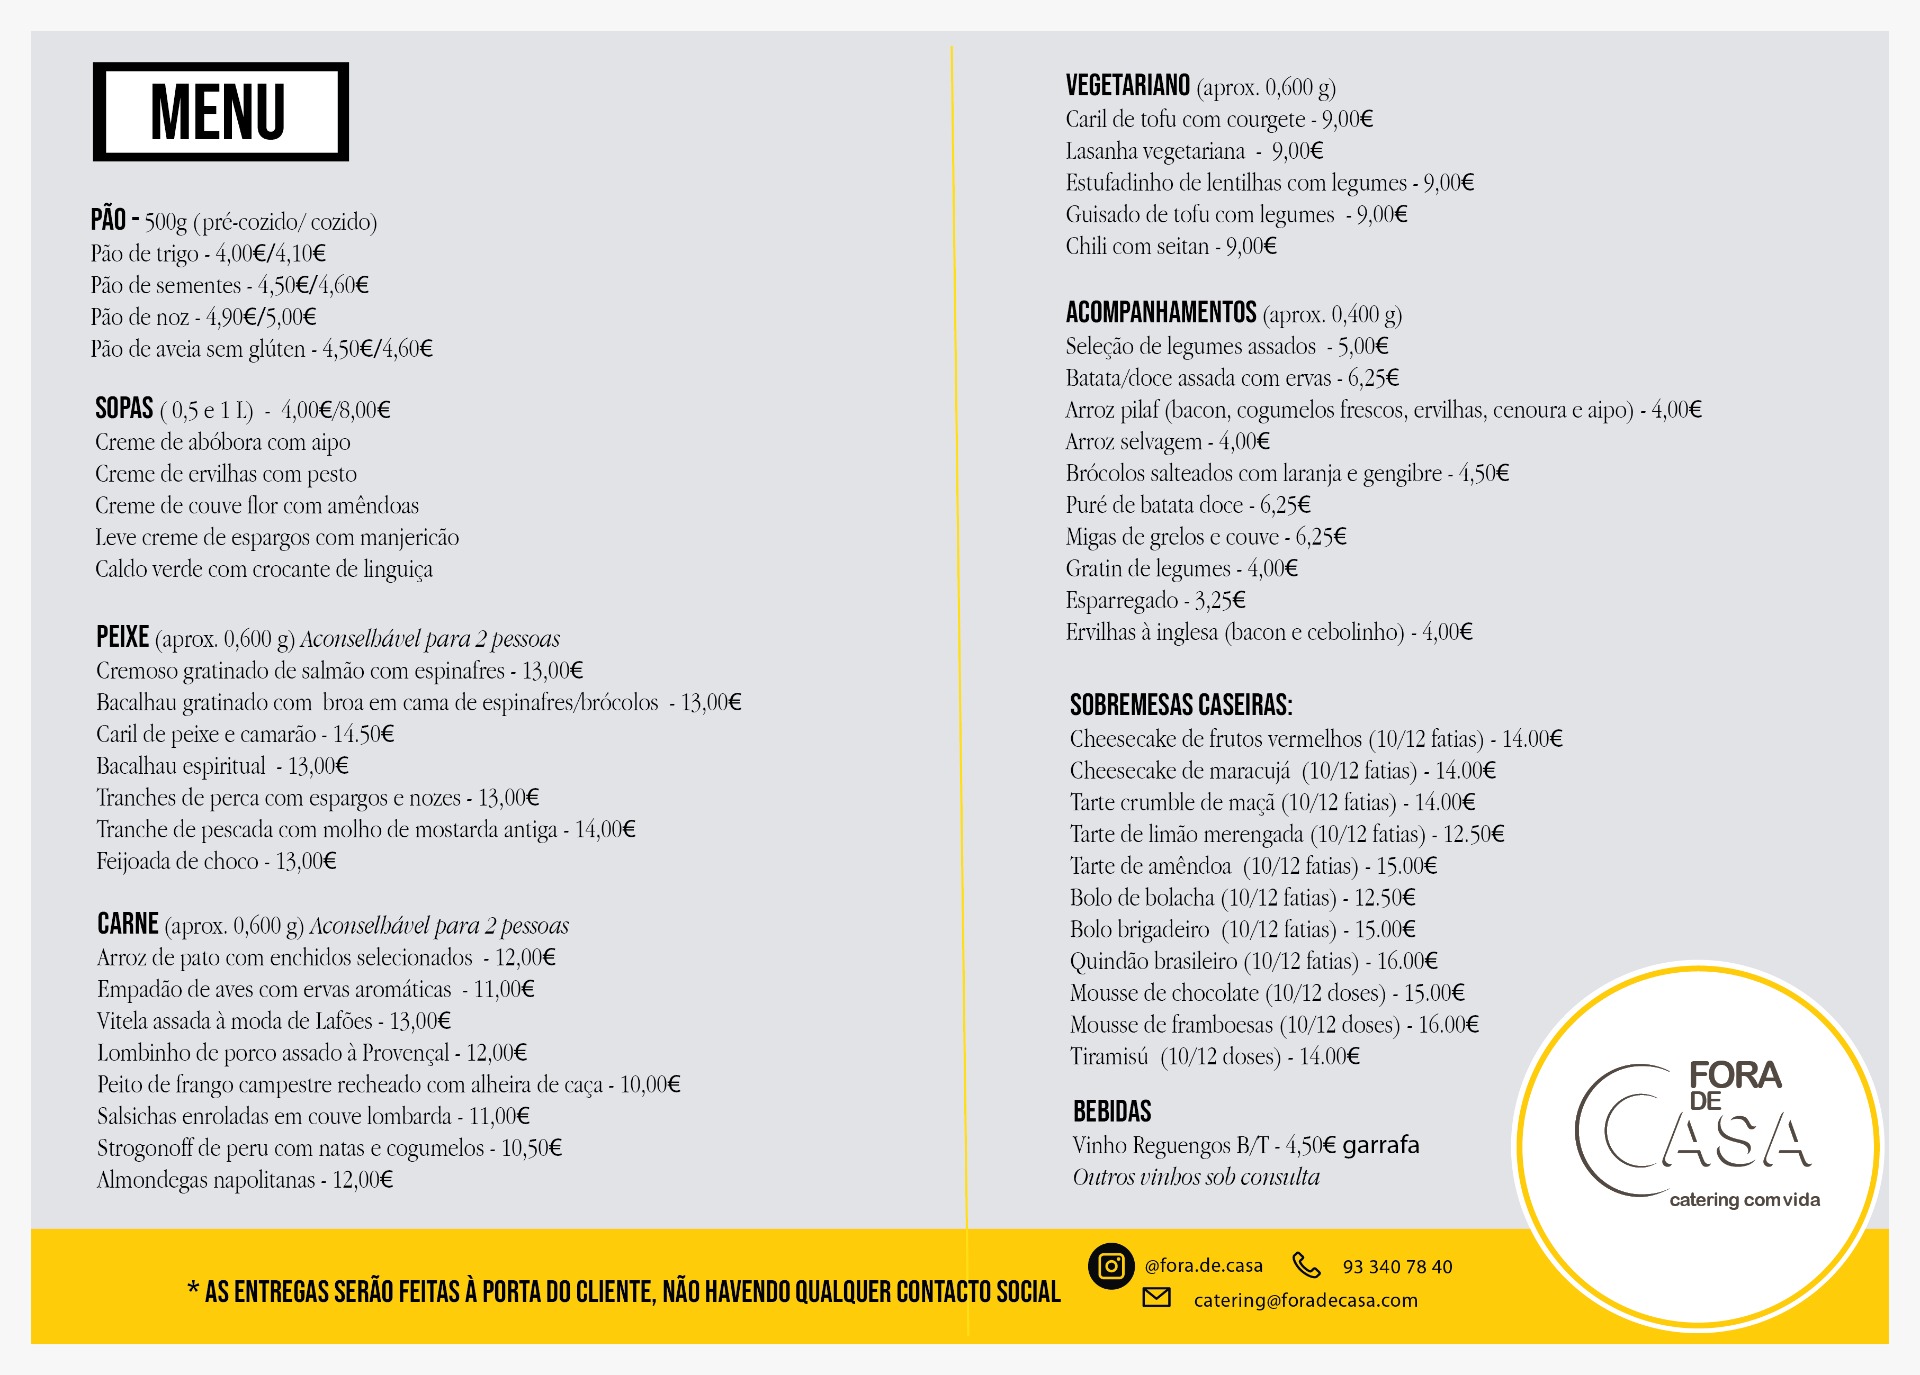 MENU
PÃO - 500g (pré-cozido/ cozido)
Pão de trigo - 4,00€/4,10€
Pão de sementes - 4,50€/4,60€
Pão de noz - 4,90€/5,00€
Pão de aveia sem glúten - 4,50€/4,60€
SOPAS ( 0,5 e 1 L) - 4,00€/8,00€
Creme de abóbora com aipo
Creme de ervilhas com pesto
Creme de couve flor com amêndoas
Leve creme de espargos com manjericão
Caldo verde com crocante de linguiça
PEIXE (aprox. 0,600 g) Aconselhável para 2 pessoas
Cremoso gratinado de salmão com espinafres - 13,00€
Bacalhau gratinado com broa em cama de espinafres/brócolos - 13,00€
Caril de peixe e camarão - 14.50€
Bacalhau espiritual - 13,00€
Tranches de perca com espargos e nozes - 13,00€
Tranche de pescada com molho de mostarda antiga - 14,00€
Feijoada de choco - 13,00€
CARNE (aprox. 0,600 g) Aconselhável para 2 pessoas
Arroz de pato com enchidos selecionados - 12,00€
Empadão de aves com ervas aromáticas - 11,00€
Vitela assada à moda de Lafões - 13,00€
Lombinho de porco assado à Provençal - 12,00€
Peito de frango campestre recheado com alheira de caça - 10,00€
Salsichas enroladas em couve lombarda - 11,00€
Strogonoff de peru com natas e cogumelos - 10,50€
Almondegas napolitanas - 12,00€
VEGETARIANO (aprox. 0,600 g)
Caril de tofu com courgete - 9,00€
Lasanha vegetariana - 9,00€
Estufadinho de lentilhas com legumes - 9,00€
Guisado de tofu com legumes - 9,00€
Chili com seitan - 9,00€
ACOMPANHAMENTOS (aprox. 0,400 g)
Seleção de legumes assados - 5,00€
Batata/doce assada com ervas - 6,25€
Arroz pilaf (bacon, cogumelos frescos, ervilhas, cenoura e aipo) - 4,00€
Arroz selvagem - 4,00€
Brócolos salteados com laranja e gengibre - 4,50€
Puré de batata doce - 6,25€
Migas de grelos e couve - 6,25€
Gratin de legumes - 4,00€
Esparregado - 3,25€
Ervilhas à inglesa (bacon e cebolinho) - 4,00€
SOBREMESAS CASEIRAS:
Cheesecake de frutos vermelhos (10/12 fatias) - 14.00€
Cheesecake de maracujá (10/12 fatias) - 14.00€
Tarte crumble de maçã (10/12 fatias) - 14.00€
Tarte de limão merengada (10/12 fatias) - 12.50€
Tarte de amêndoa (10/12 fatias) - 15.00€
Bolo de bolacha (10/12 fatias) - 12.50€
Bolo brigadeiro (10/12 fatias) - 15.00€
Quindão brasileiro (10/12 fatias) - 16.00€
Mousse de chocolate (10/12 doses) - 15.00€
Mousse de framboesas (10/12 doses) - 16.00€
Tiramisú (10/12 doses) - 14.00€
BEBIDAS
Vinho Reguengos B/T - 4,50€ garrafa
Outros vinhos sob consulta
FORA
DE
CASA
catering com vida
* AS ENTREGAS SERÃO FEITAS À PORTA DO CLIENTE, NÃO HAVENDO QUALQUER CONTACTO SOCIAL
@fora.de.casa 93 340 78 40
catering@foradecasa.com